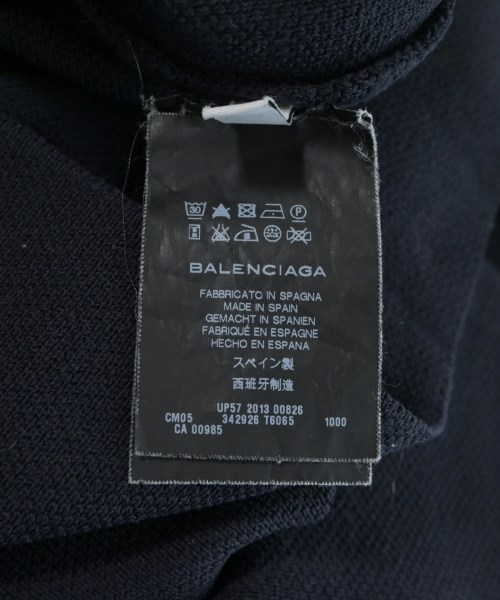 30 P
BALENCIAGA
FABBRICATO IN SPAGNA
MADE IN SPAIN
GEMACHT IN SPANIEN
FABRIQUÉ EN ESPAGNE
HECHO EN ESPANA
スペイン製
西班牙制造
UP57 2013 00826
CM05 342926 T6065 1000
CA 00985